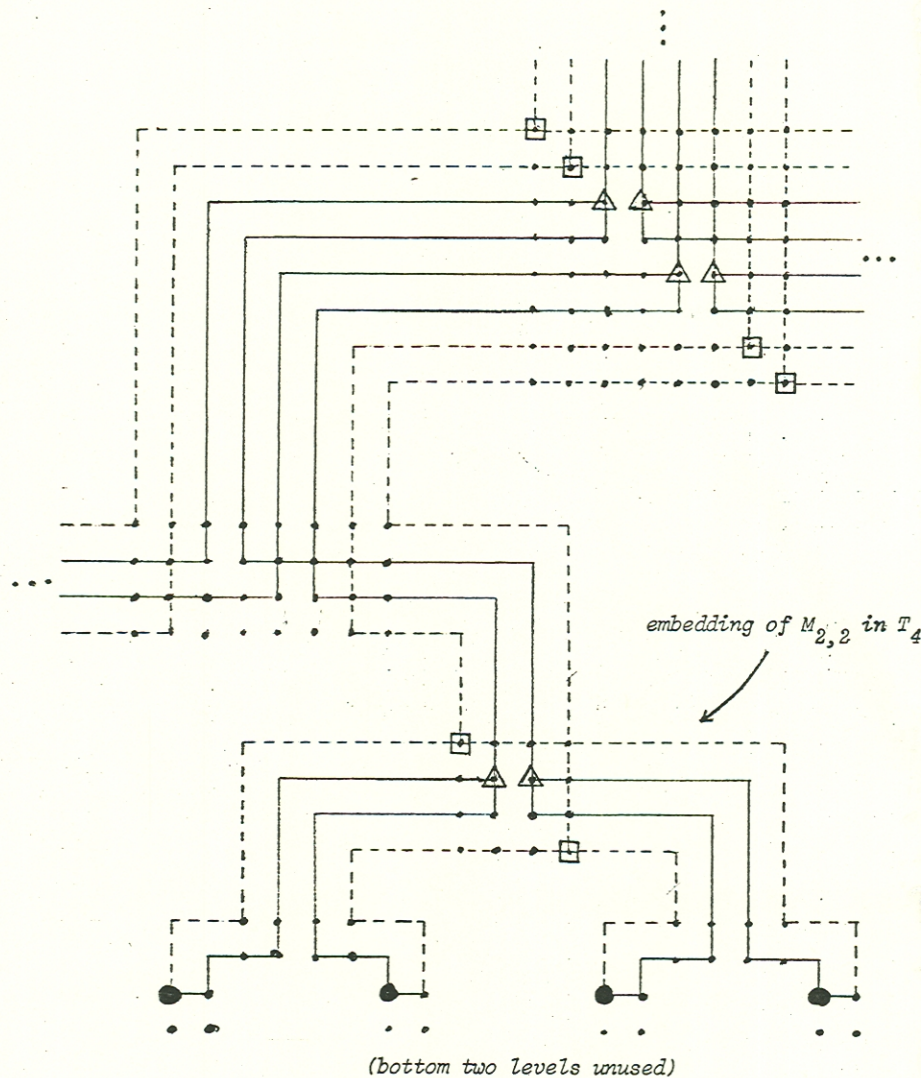 embedding of M2,2 in T4
(bottom two levels unused)